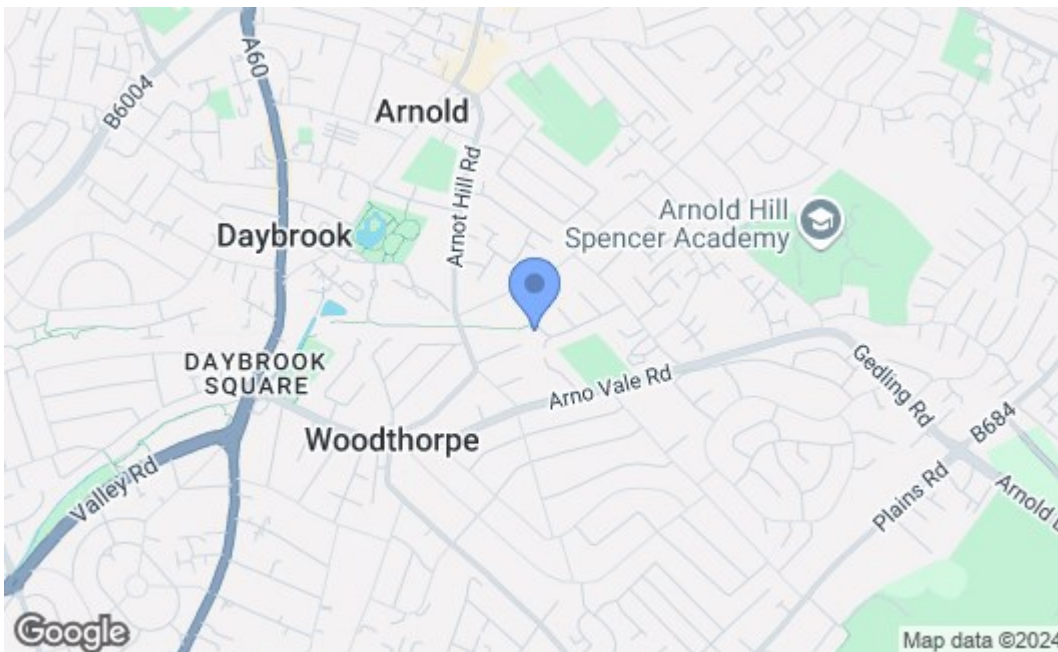 A60
B6004
Arnold
Arnot Hill Rd
Arnold Hill
Spencer Academy
Daybrook
DAYBROOK
SQUARE
Arno Vale Rd
Gedling Rd
B684
Woodthorpe
Valley Rd
Plains Rd
Arnold
Google
Map data ©2024